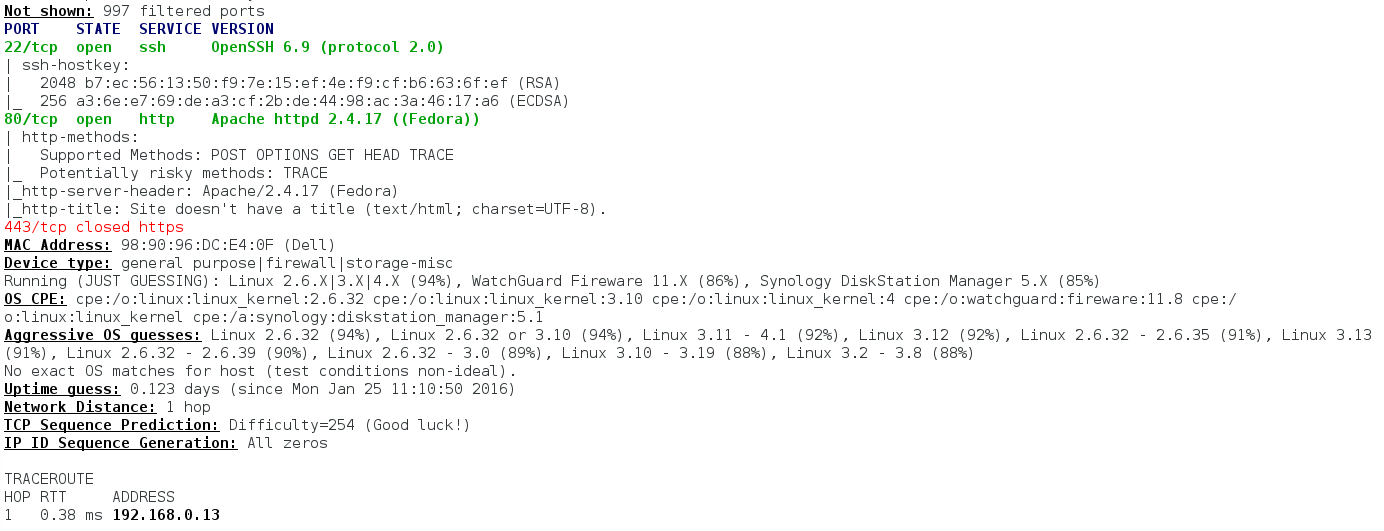 Not shown: 997 filtered ports
PORT    STATE  SERVICE VERSION
22/tcp  open   ssh     OpenSSH 6.9 (protocol 2.0)
| ssh-hostkey:
|   2048 b7:ec:56:13:50:f9:7e:15:ef:4e:f9:cf:b6:63:6f:ef (RSA)
|_  256 a3:6e:e7:69:de:a3:cf:2b:de:44:98:ac:3a:46:17:a6 (ECDSA)
80/tcp  open   http    Apache httpd 2.4.17 ((Fedora))
| http-methods:
|   Supported Methods: POST OPTIONS GET HEAD TRACE
|_  Potentially risky methods: TRACE
|_http-server-header: Apache/2.4.17 (Fedora)
|_http-title: Site doesn't have a title (text/html; charset=UTF-8).
443/tcp closed https
MAC Address: 98:90:96:DC:E4:0F (Dell)
Device type: general purpose|firewall|storage-misc
Running (JUST GUESSING): Linux 2.6.X|3.X|4.X (94%), WatchGuard Fireware 11.X (86%), Synology DiskStation Manager 5.X (85%)
OS CPE: cpe:/o:linux:linux_kernel:2.6.32 cpe:/o:linux:linux_kernel:3.10 cpe:/o:linux:linux_kernel:4 cpe:/o:watchguard:fireware:11.8 cpe:/
o:linux:linux_kernel cpe:/a:synology:diskstation_manager:5.1
Aggressive OS guesses: Linux 2.6.32 (94%), Linux 2.6.32 or 3.10 (94%), Linux 3.11 - 4.1 (92%), Linux 3.12 (92%), Linux 2.6.32 - 2.6.35 (91%), Linux 3.13
(91%), Linux 2.6.32 - 2.6.39 (90%), Linux 2.6.32 - 3.0 (89%), Linux 3.10 - 3.19 (88%), Linux 3.2 - 3.8 (88%)
No exact OS matches for host (test conditions non-ideal).
Uptime guess: 0.123 days (since Mon Jan 25 11:10:50 2016)
Network Distance: 1 hop
TCP Sequence Prediction: Difficulty=254 (Good luck!)
IP ID Sequence Generation: All zeros
TRACEROUTE
HOP RTT     ADDRESS
1   0.38 ms 192.168.0.13